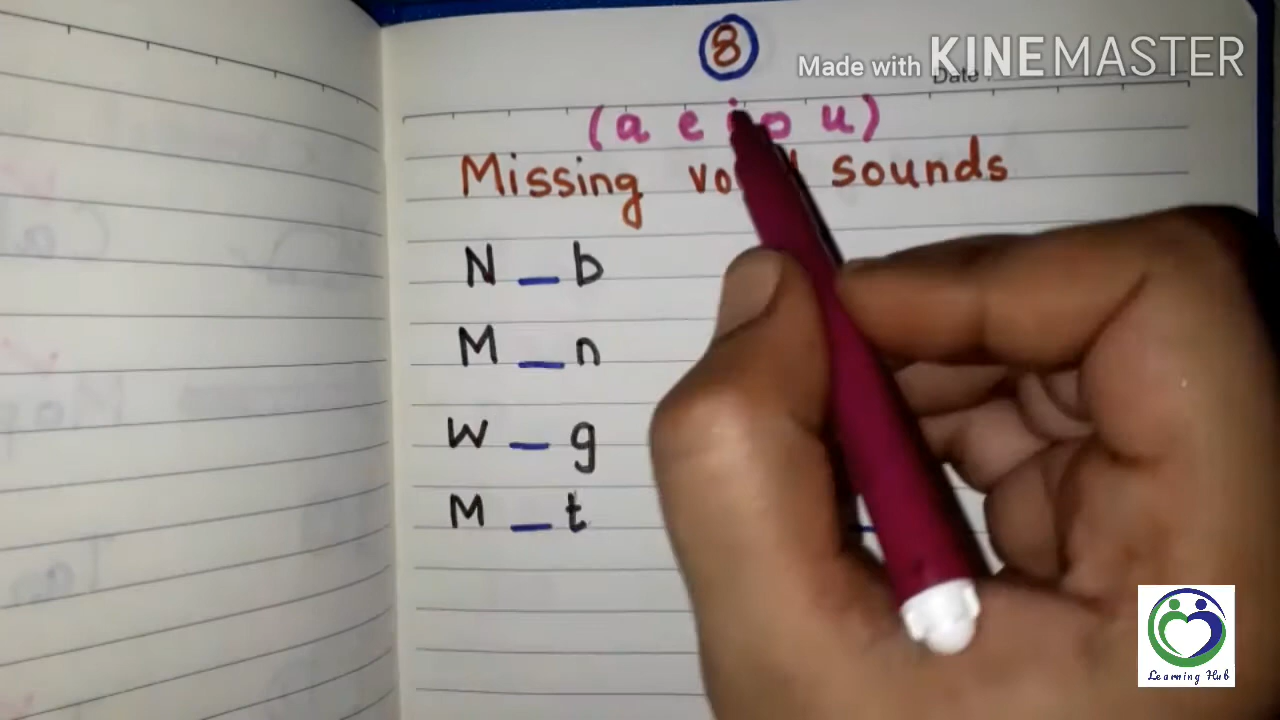 8
Made with KINEMASTER
Date
(a e i o u)
Missing sounds
N _ b
M _ n
W _ g
M _ t
Learning Hub